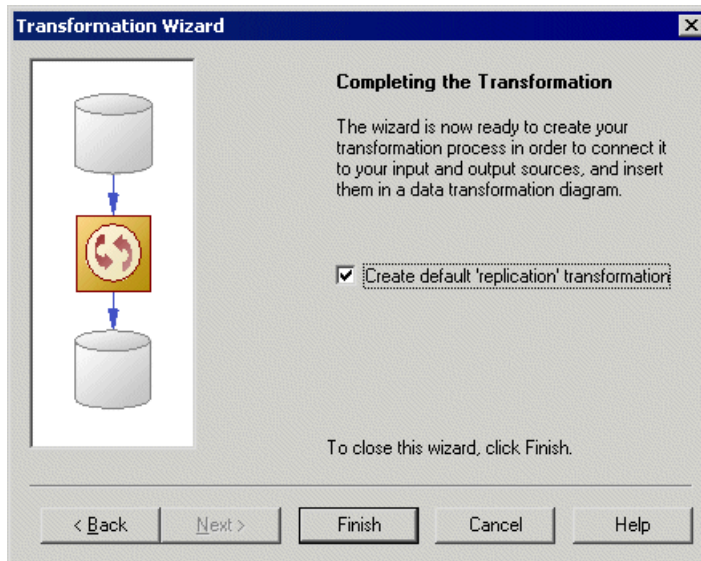 Transformation Wizard
Completing the Transformation
The wizard is now ready to create your
transformation process in order to connect it
to your input and output sources, and insert
them in a data transformation diagram.
Create default 'replication' transformation
To close this wizard, click Finish.
< Back Next > Finish Cancel Help